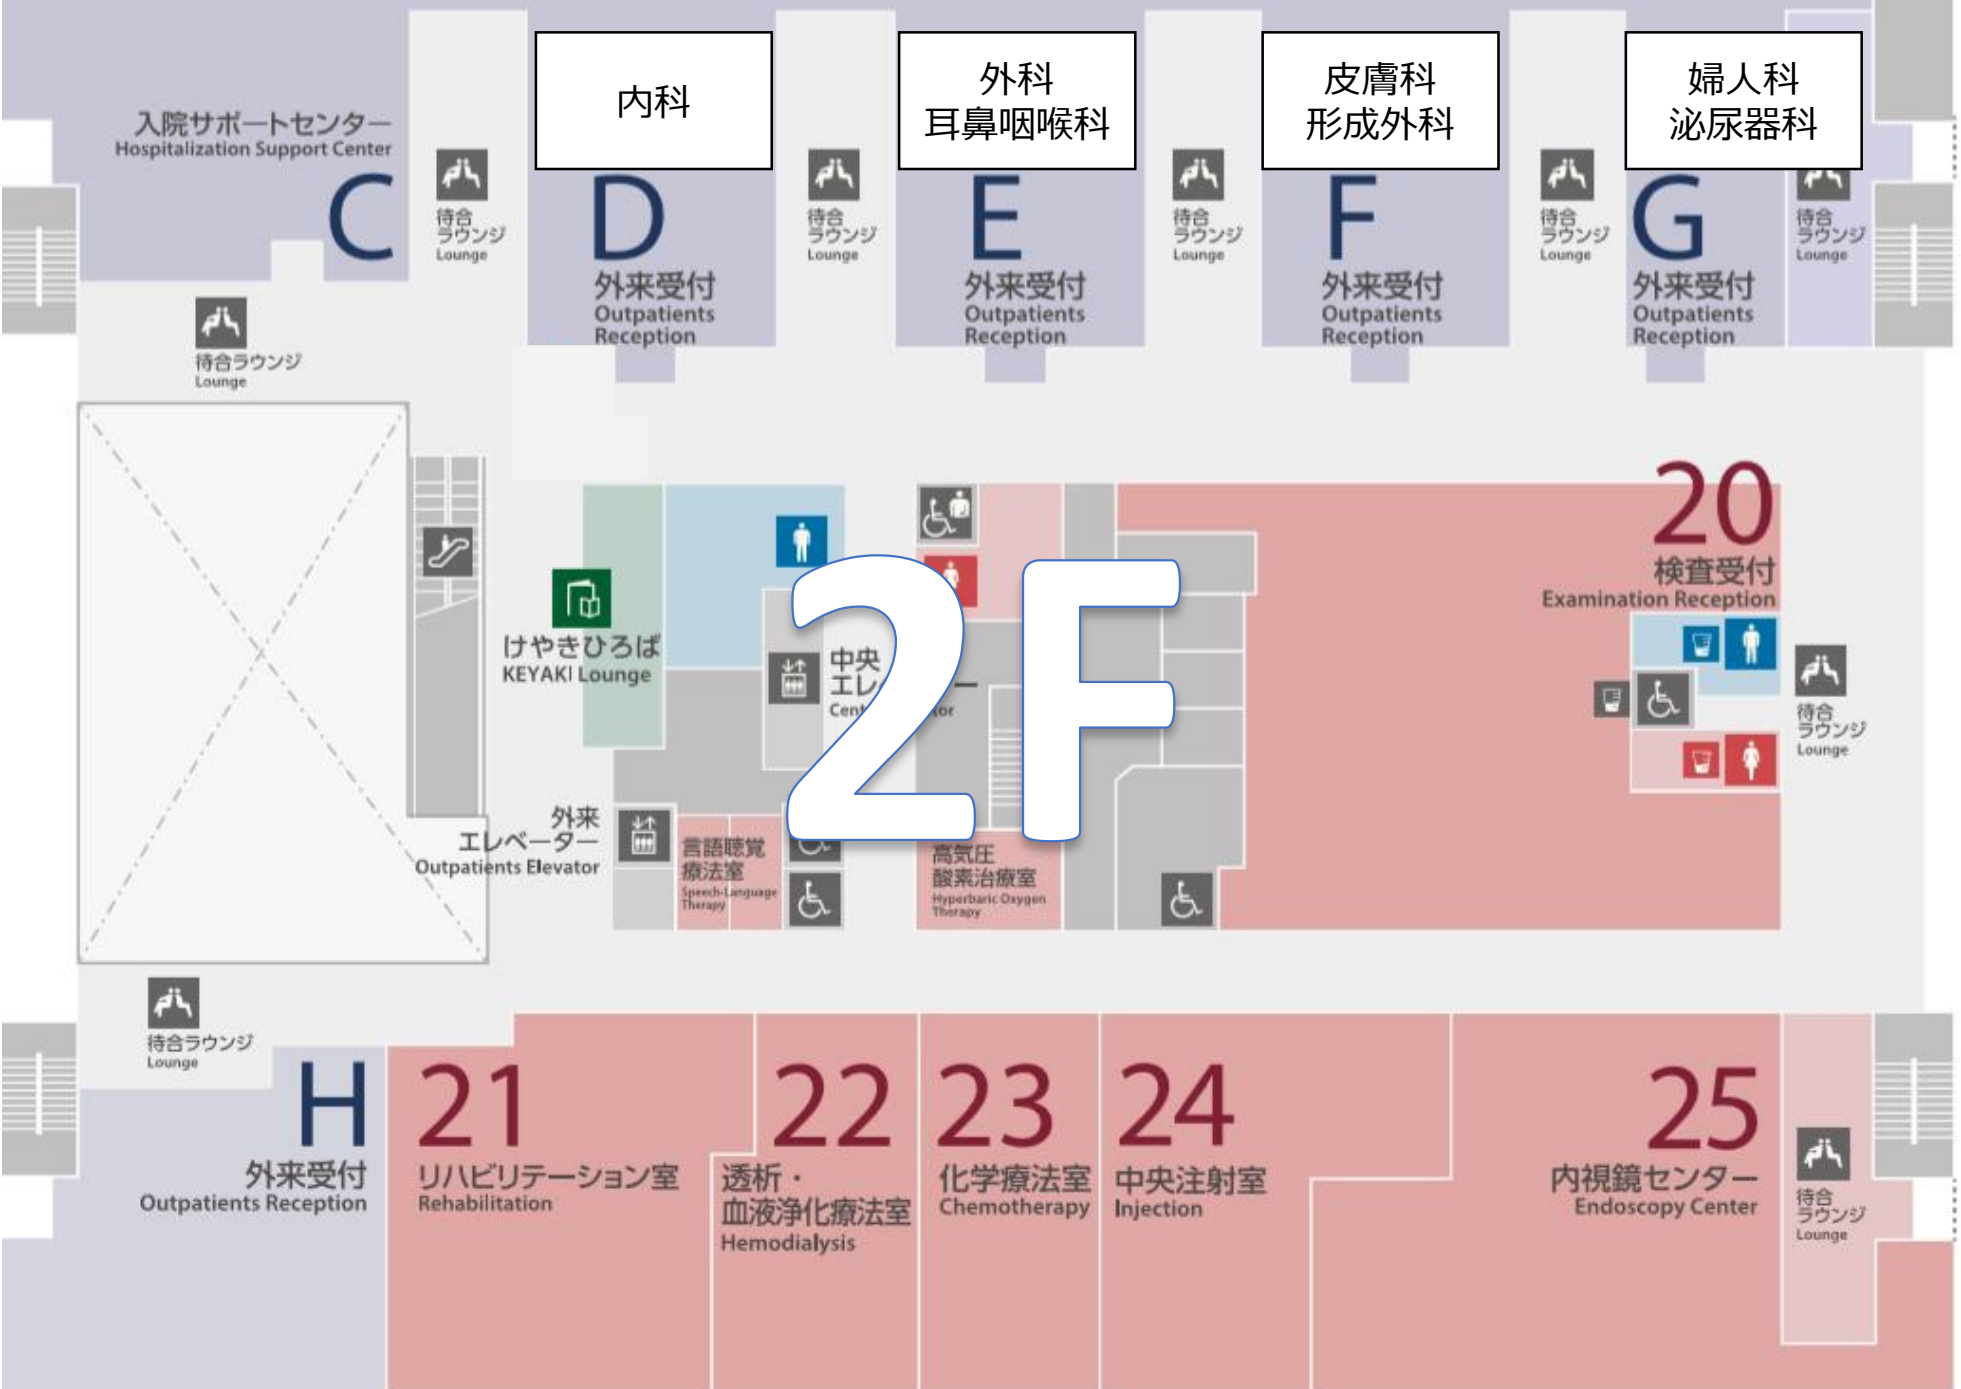 内科
外科
耳鼻咽喉科
皮膚科
形成外科
婦人科
泌尿器科
入院サポートセンター
Hospitalization Support Center
C
待合
ラウンジ
Lounge
D
外来受付
Outpatients
Reception
待合
ラウンジ
Lounge
E
外来受付
Outpatients
Reception
待合
ラウンジ
Lounge
F
外来受付
Outpatients
Reception
待合
ラウンジ
Lounge
G
外来受付
Outpatients
Reception
待合
ラウンジ
Lounge
待合ラウンジ
Lounge
けやきひろば
KEYAKI Lounge
中央
2F
20
検査受付
Examination Reception
待合
ラウンジ
Lounge
外来
エレベーター
Outpatients Elevator
言語聴覚
療法室
Speech-Language
Therapy
高気圧
酸素治療室
Hyperbaric Oxygen
Therapy
待合ラウンジ
Lounge
H
外来受付
Outpatients Reception
21
リハビリテーション室
Rehabilitation
22
透析・
血液浄化療法室
Hemodialysis
23
化学療法室
Chemotherapy
24
中央注射室
Injection
25
内視鏡センター
Endoscopy Center
待合
ラウンジ
Lounge